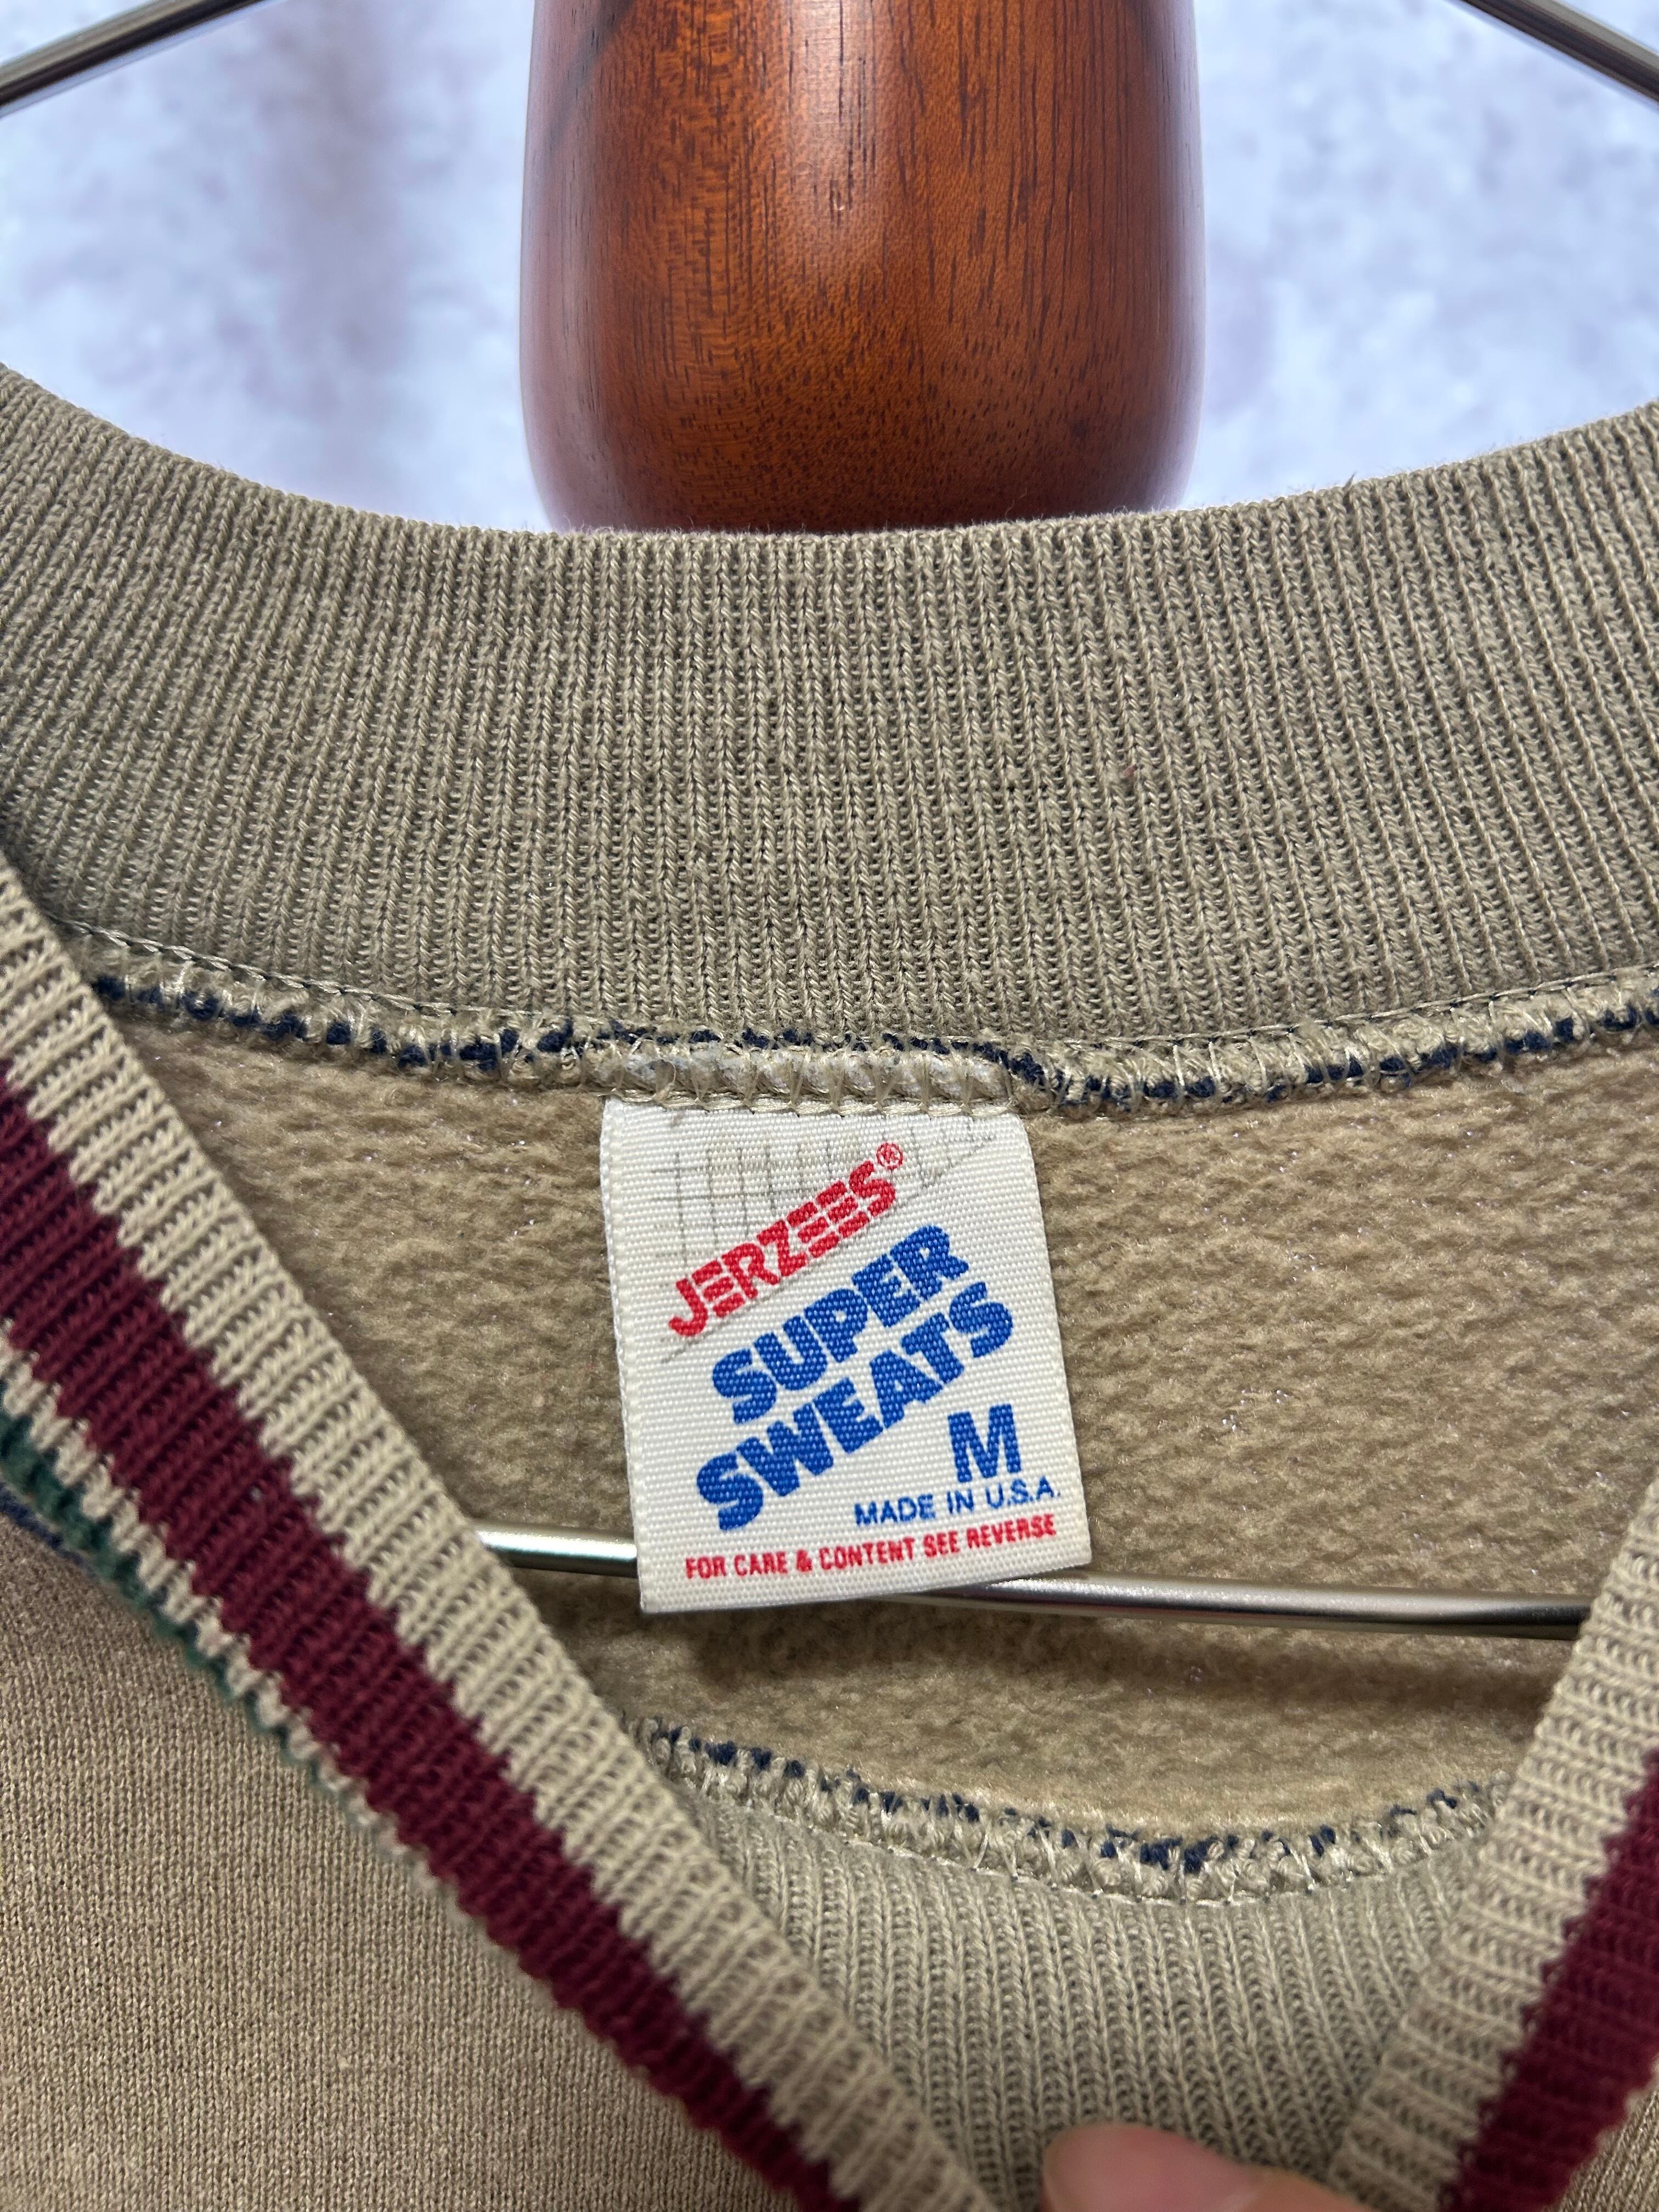 JERZEES®
SUPER
SWEATS
M
MADE IN U.S.A.
FOR CARE & CONTENT SEE REVERSE